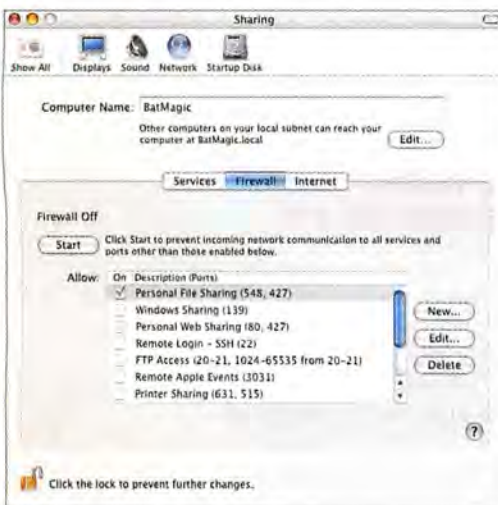 Sharing
Show All Displays Sound Network Startup Disk
Computer Name: BatMagic
Other computers on your local subnet can reach your
computer at BatMagic.local
Edit...
Services Firewall Internet
Firewall Off
Start
Click Start to prevent incoming network communication to all services and
ports other than those enabled below.
Allow: On Description (Ports)
Personal File Sharing (548, 427)
Windows Sharing (139)
Personal Web Sharing (80, 427)
Remote Login – SSH (22)
FTP Access (20-21, 1024-65535 from 20-21)
Remote Apple Events (3031)
Printer Sharing (631, 515)
New...
Edit...
Delete
?
Click the lock to prevent further changes.